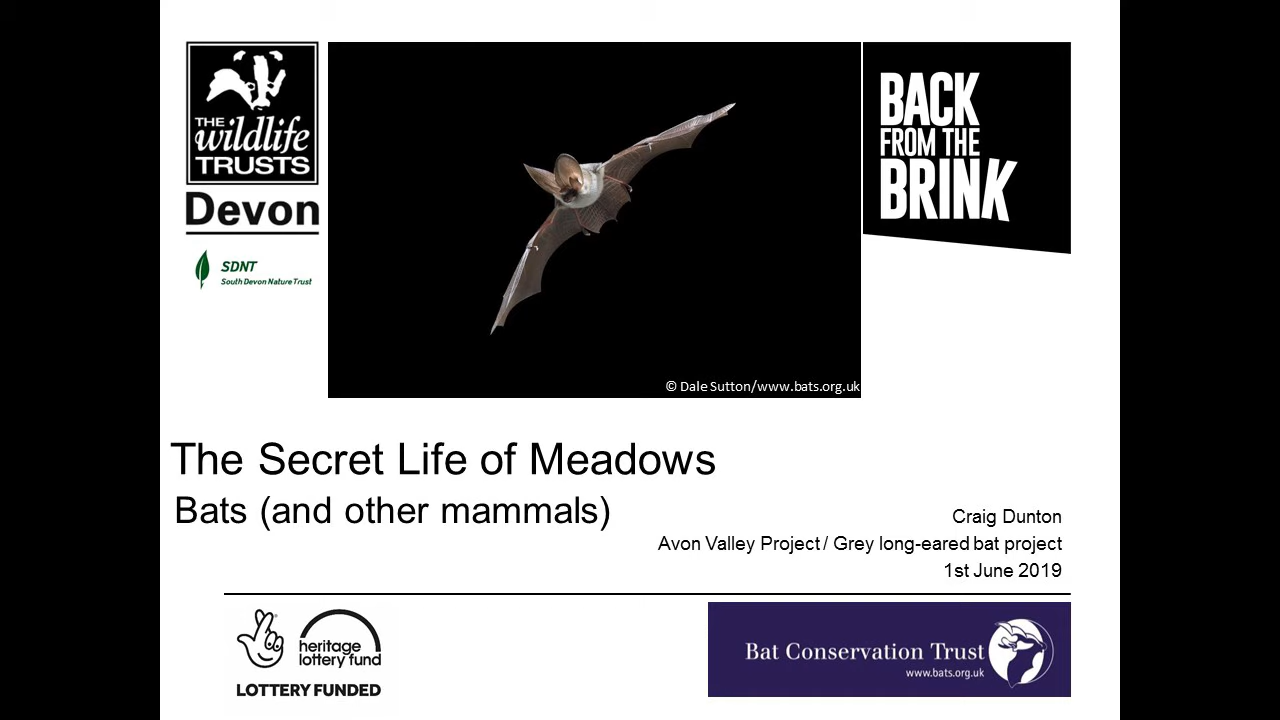 THE
wildlife
TRUSTS
Devon
SDNT
South Devon Nature Trust
BACK
FROM THE
BRINK
© Dale Sutton/www.bats.org.uk
The Secret Life of Meadows
Bats (and other mammals)
Craig Dunton
Avon Valley Project / Grey long-eared bat project
1st June 2019
heritage
lottery fund
LOTTERY FUNDED
Bat Conservation Trust
www.bats.org.uk